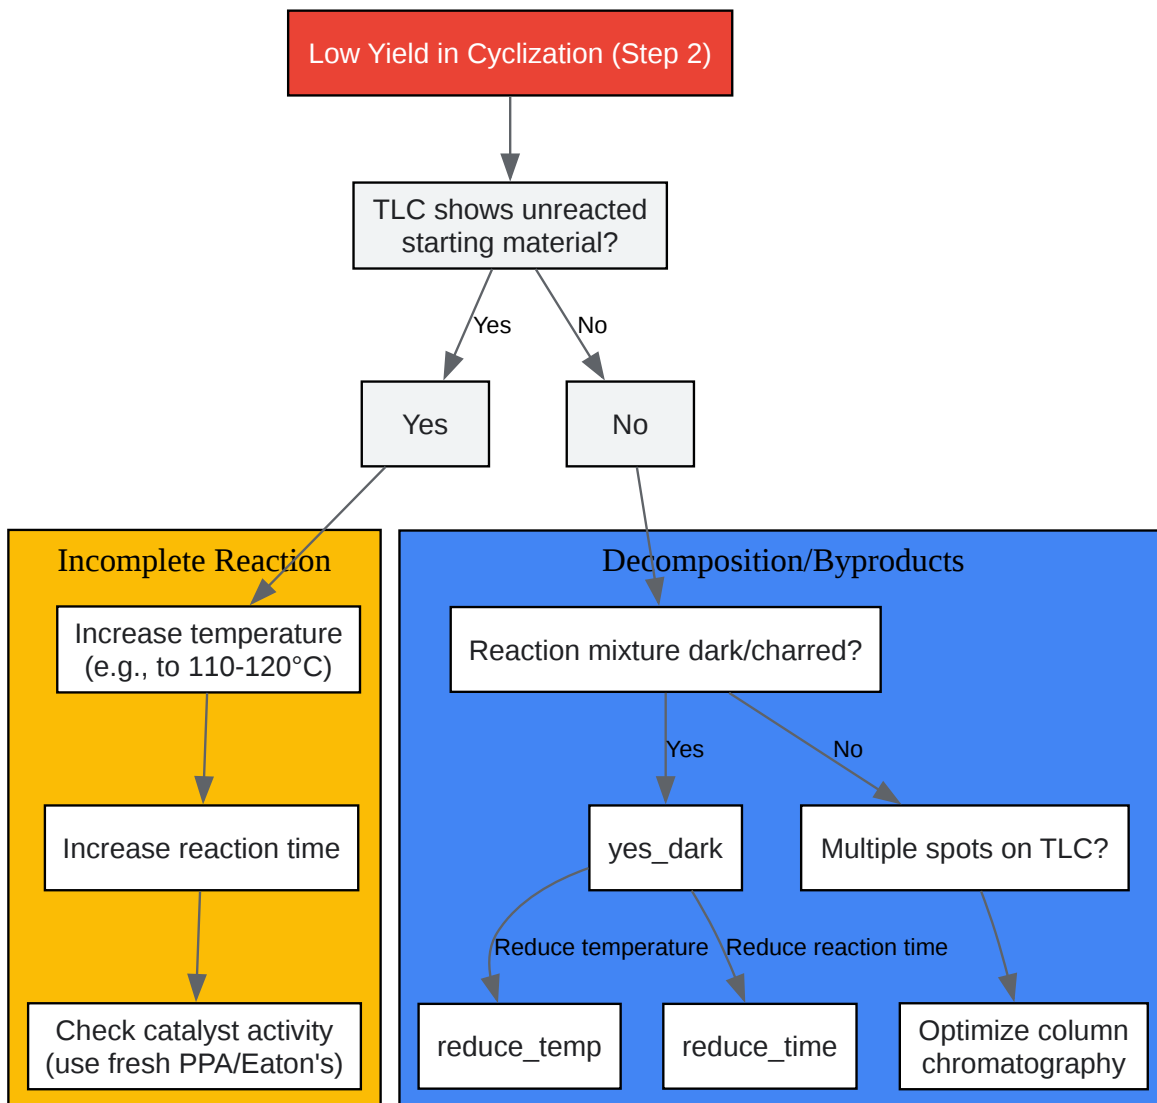 Low Yield in Cyclization (Step 2)
TLC shows unreacted
starting material?
Yes
No
Yes
No
Incomplete Reaction
Increase temperature
(e.g., to 110-120°C)
Increase reaction time
Check catalyst activity
(use fresh PPA/Eaton's)
Decomposition/Byproducts
Reaction mixture dark/charred?
Yes
No
yes_dark
Multiple spots on TLC?
Reduce temperature
Reduce reaction time
reduce_temp
reduce_time
Optimize column
chromatography